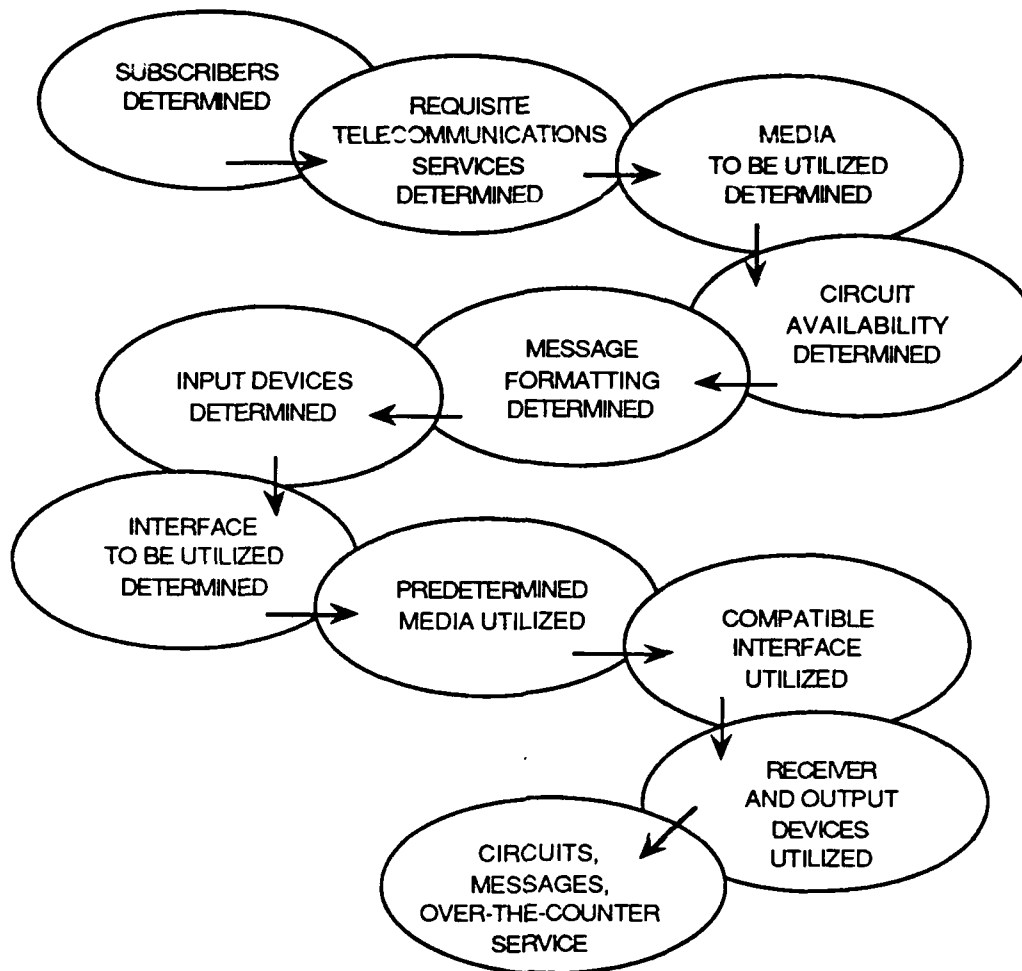 SUBSCRIBERS
DETERMINED
REQUISITE
TELECOMMUNICATIONS
SERVICES
DETERMINED
MEDIA
TO BE UTILIZED
DETERMINED
CIRCUIT
AVAILABILITY
DETERMINED
MESSAGE
FORMATTING
DETERMINED
INPUT DEVICES
DETERMINED
INTERFACE
TO BE UTILIZED
DETERMINED
PREDETERMINED
MEDIA UTILIZED
COMPATIBLE
INTERFACE
UTILIZED
RECEIVER
AND OUTPUT
DEVICES
UTILIZED
CIRCUITS,
MESSAGES,
OVER-THE-COUNTER
SERVICE